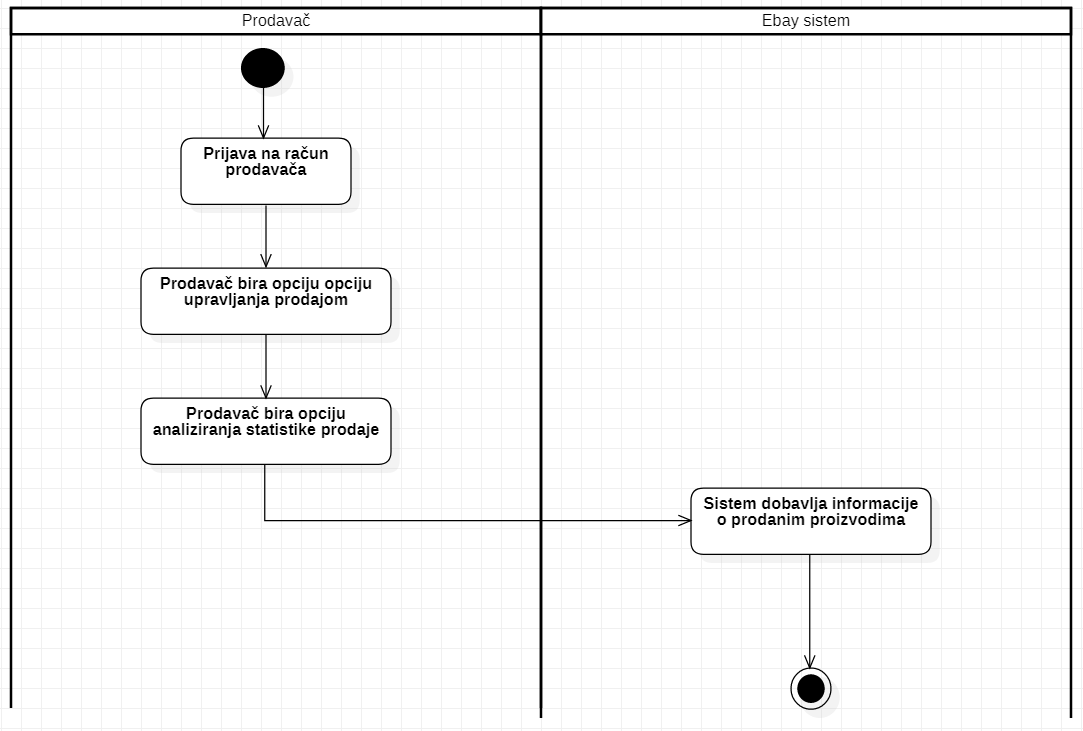 Prodavač
Ebay sistem
Prijava na račun
prodavača
Prodavač bira opciju opciju
upravljanja prodajom
Prodavač bira opciju
analiziranja statistike prodaje
Sistem dobavlja informacije
o prodanim proizvodima